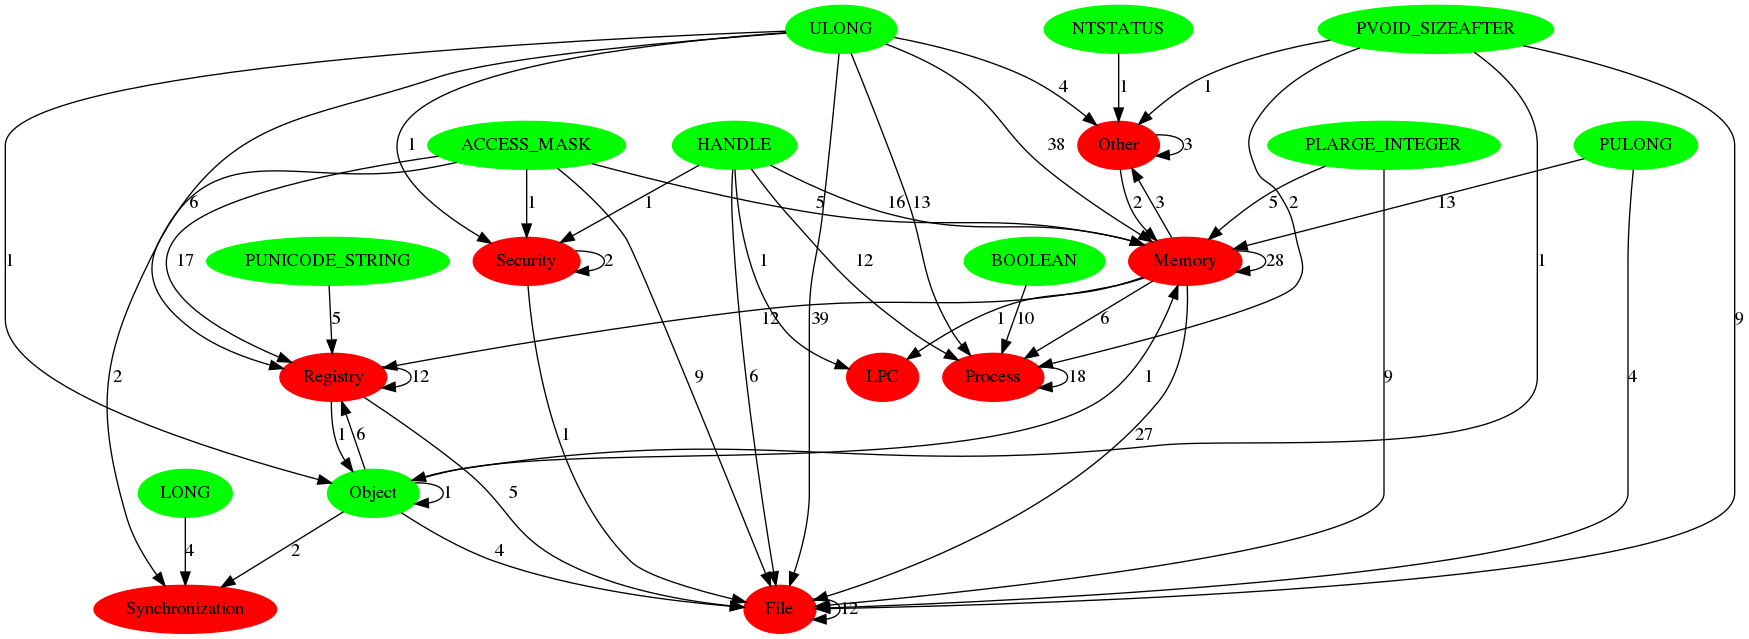 ULONG
NTSTATUS
PVOID_SIZEAFTER
4
1
1
ACCESS_MASK
HANDLE
1
38
Other
3
PLARGE_INTEGER
PULONG
6
17
1
1
5
16
13
2
3
2
5
13
1
PUNICODE_STRING
Security
2
1
12
BOOLEAN
Memory
28
1
9
5
12
39
1
10
6
2
Registry
12
9
6
LPC
Process
18
1
9
4
1
6
1
27
LONG
Object
1
5
4
2
4
Synchronization
File
12